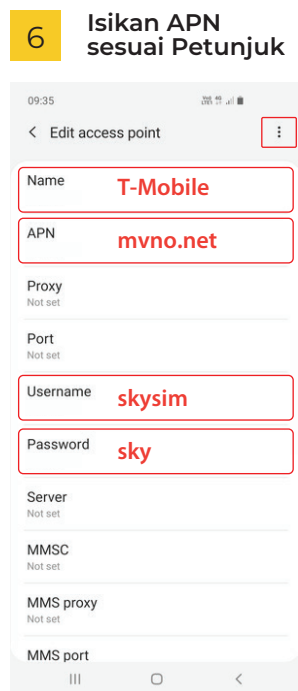 6
Isikan APN
sesuai Petunjuk
09:35
Edit access point
Name
T-Mobile
APN
mvno.net
Proxy
Not set
Port
Not set
Username
skysim
Password
sky
Server
Not set
MMSC
Not set
MMS proxy
Not set
MMS port